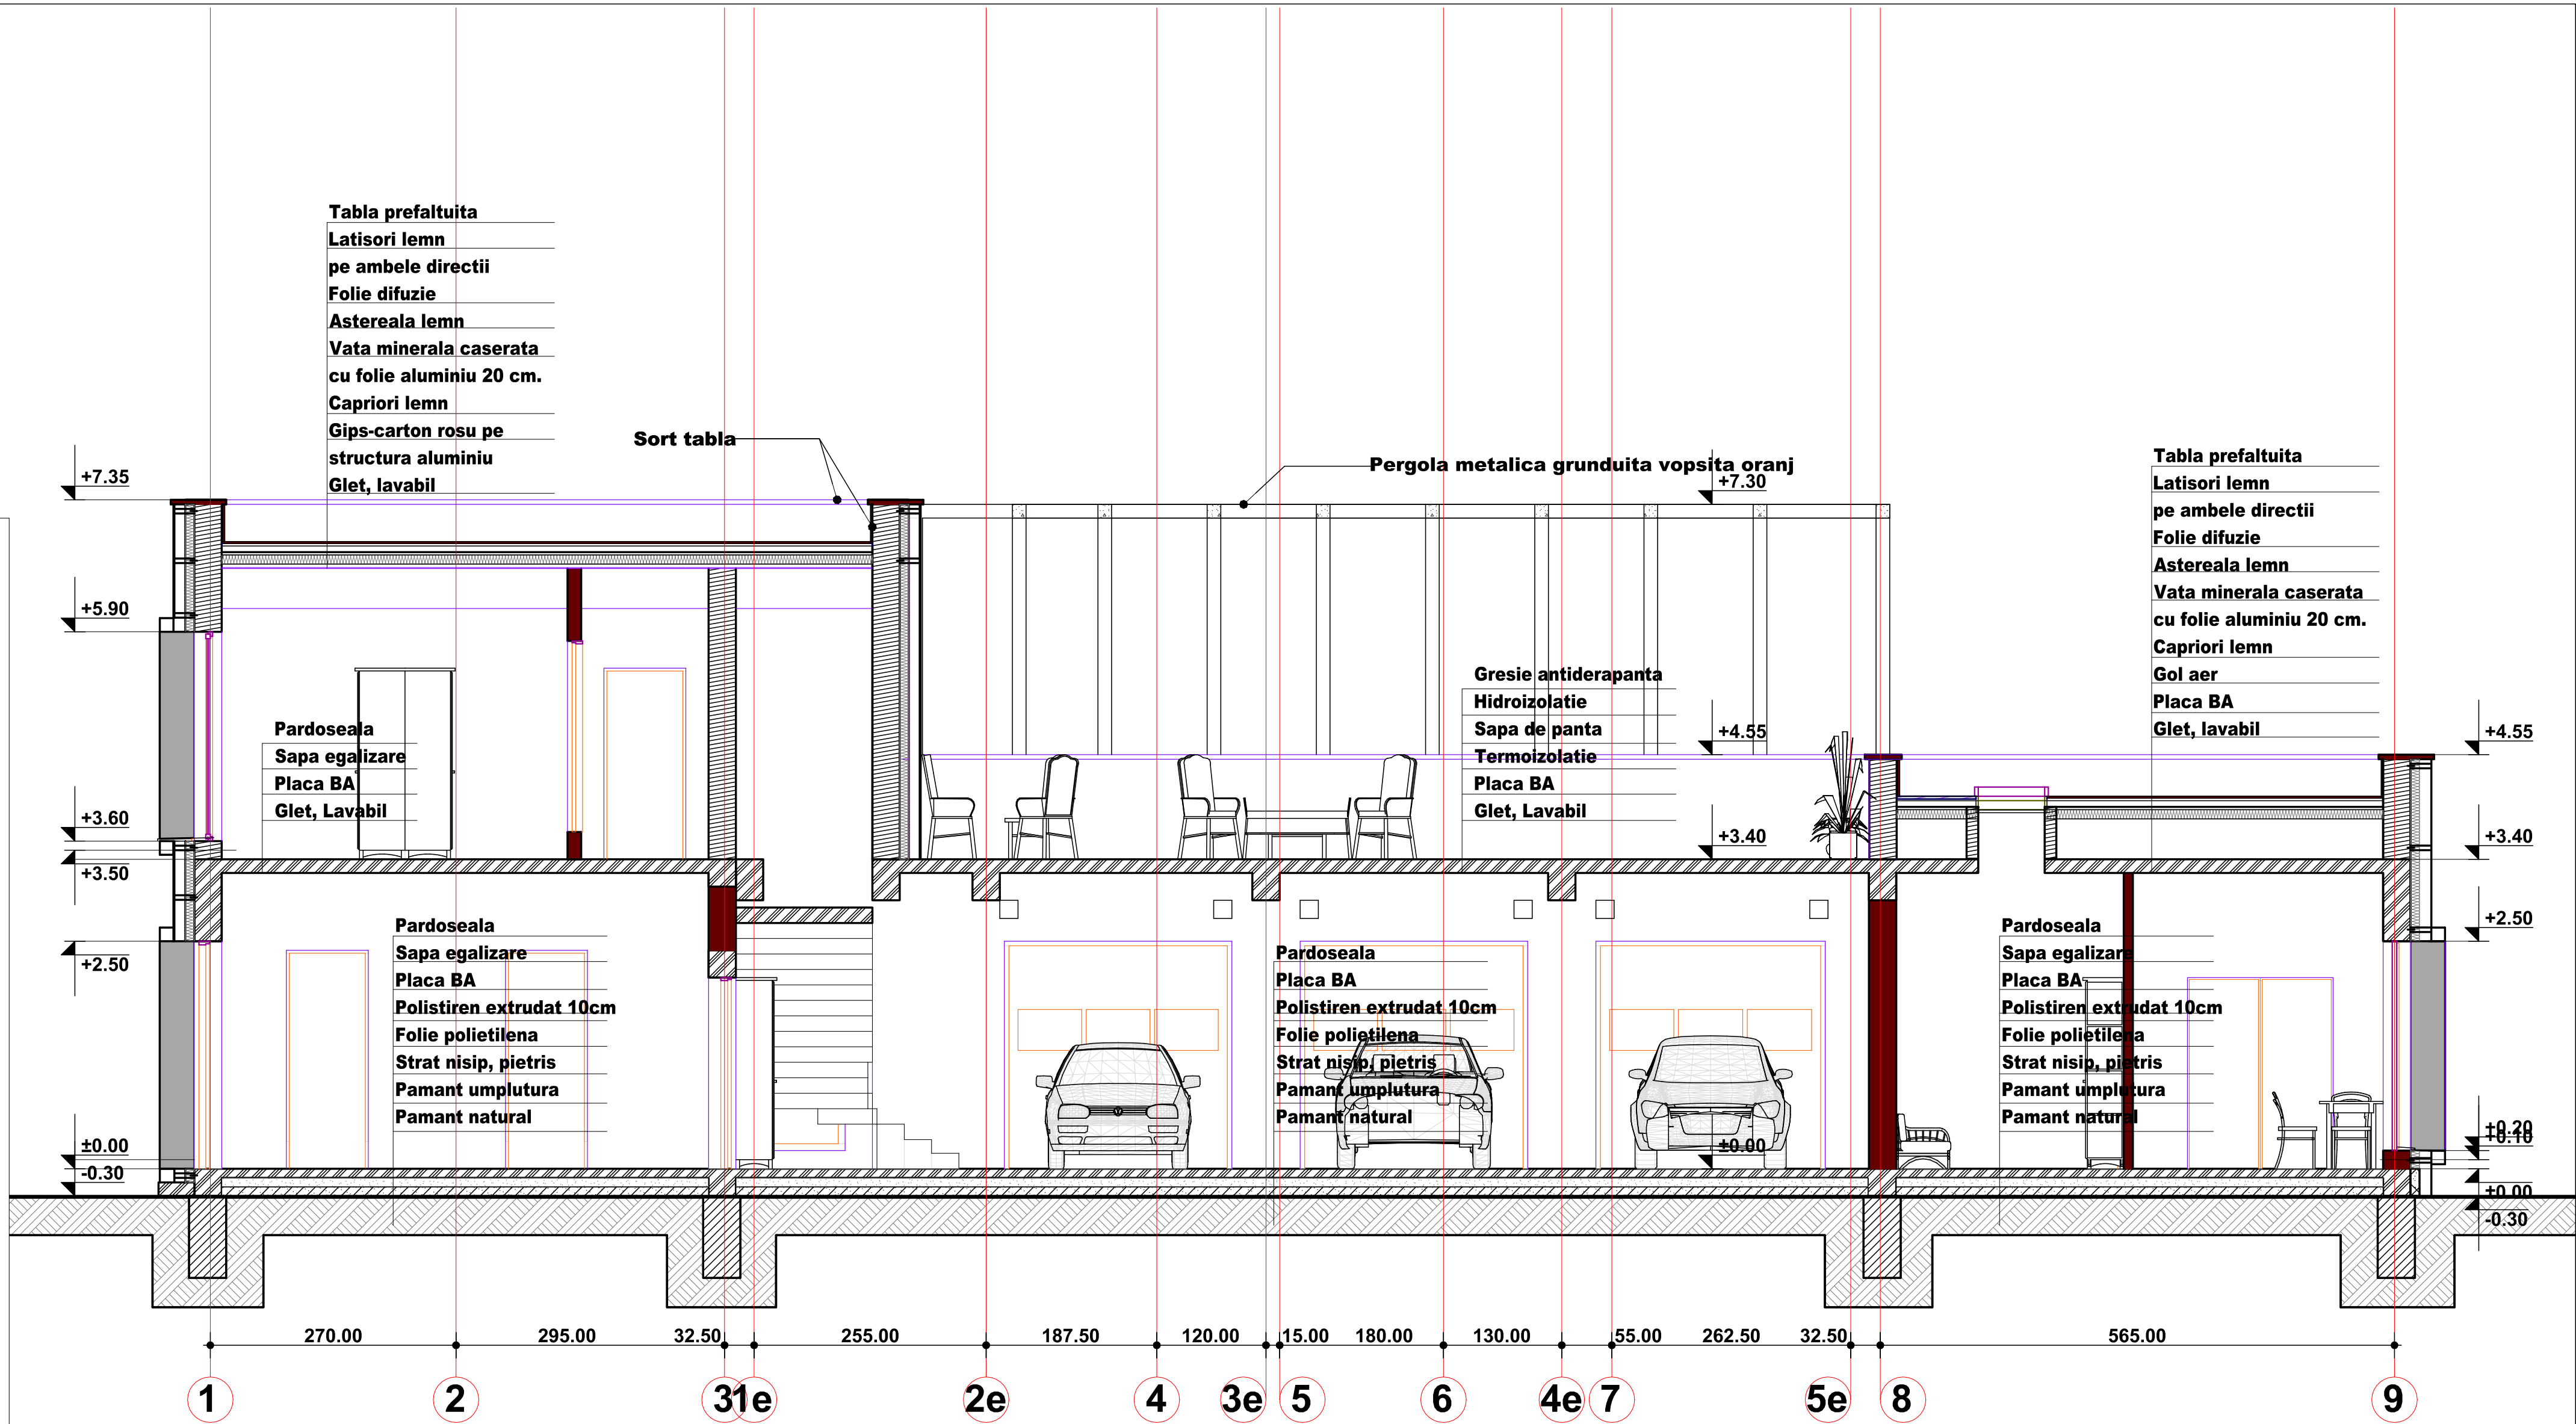 Tabla prefaltuita
Latisori lemn
pe ambele directii
Folie difuzie
Astereala lemn
Vata minerala caserata
cu folie aluminiu 20 cm.
Capriori lemn
Gips-carton rosu pe
structura aluminiu
Glet, lavabil
Sort tabla
Pergola metalica grunduita vopsita oranj
+7.30
Tabla prefaltuita
Latisori lemn
pe ambele directii
Folie difuzie
Astereala lemn
Vata minerala caserata
cu folie aluminiu 20 cm.
Capriori lemn
Gol aer
Placa BA
Glet, lavabil
+7.35
+5.90
+3.60
+3.50
+2.50
±0.00
-0.30
Pardoseala
Sapa egalizare
Placa BA
Glet, Lavabil
Gresie antiderapanta
Hidroizolatie
Sapa de panta
Termoizolatie
Placa BA
Glet, Lavabil
+4.55
+3.40
+4.55
+3.40
+2.50
+0.20
+0.10
±0.00
-0.30
Pardoseala
Sapa egalizare
Placa BA
Polistiren extrudat 10cm
Folie polietilena
Strat nisip, pietris
Pamant umplutura
Pamant natural
Pardoseala
Placa BA
Polistiren extrudat 10cm
Folie polietilena
Strat nisip, pietris
Pamant umplutura
Pamant natural
±0.00
Pardoseala
Sapa egalizare
Placa BA
Polistiren extrudat 10cm
Folie polietilena
Strat nisip, pietris
Pamant umplutura
Pamant natural
270.00 295.00 32.50 255.00 187.50 120.00 15.00 180.00 130.00 55.00 262.50 32.50 565.00
1 2 3 1e 2e 4 3e 5 6 4e 7 5e 8 9